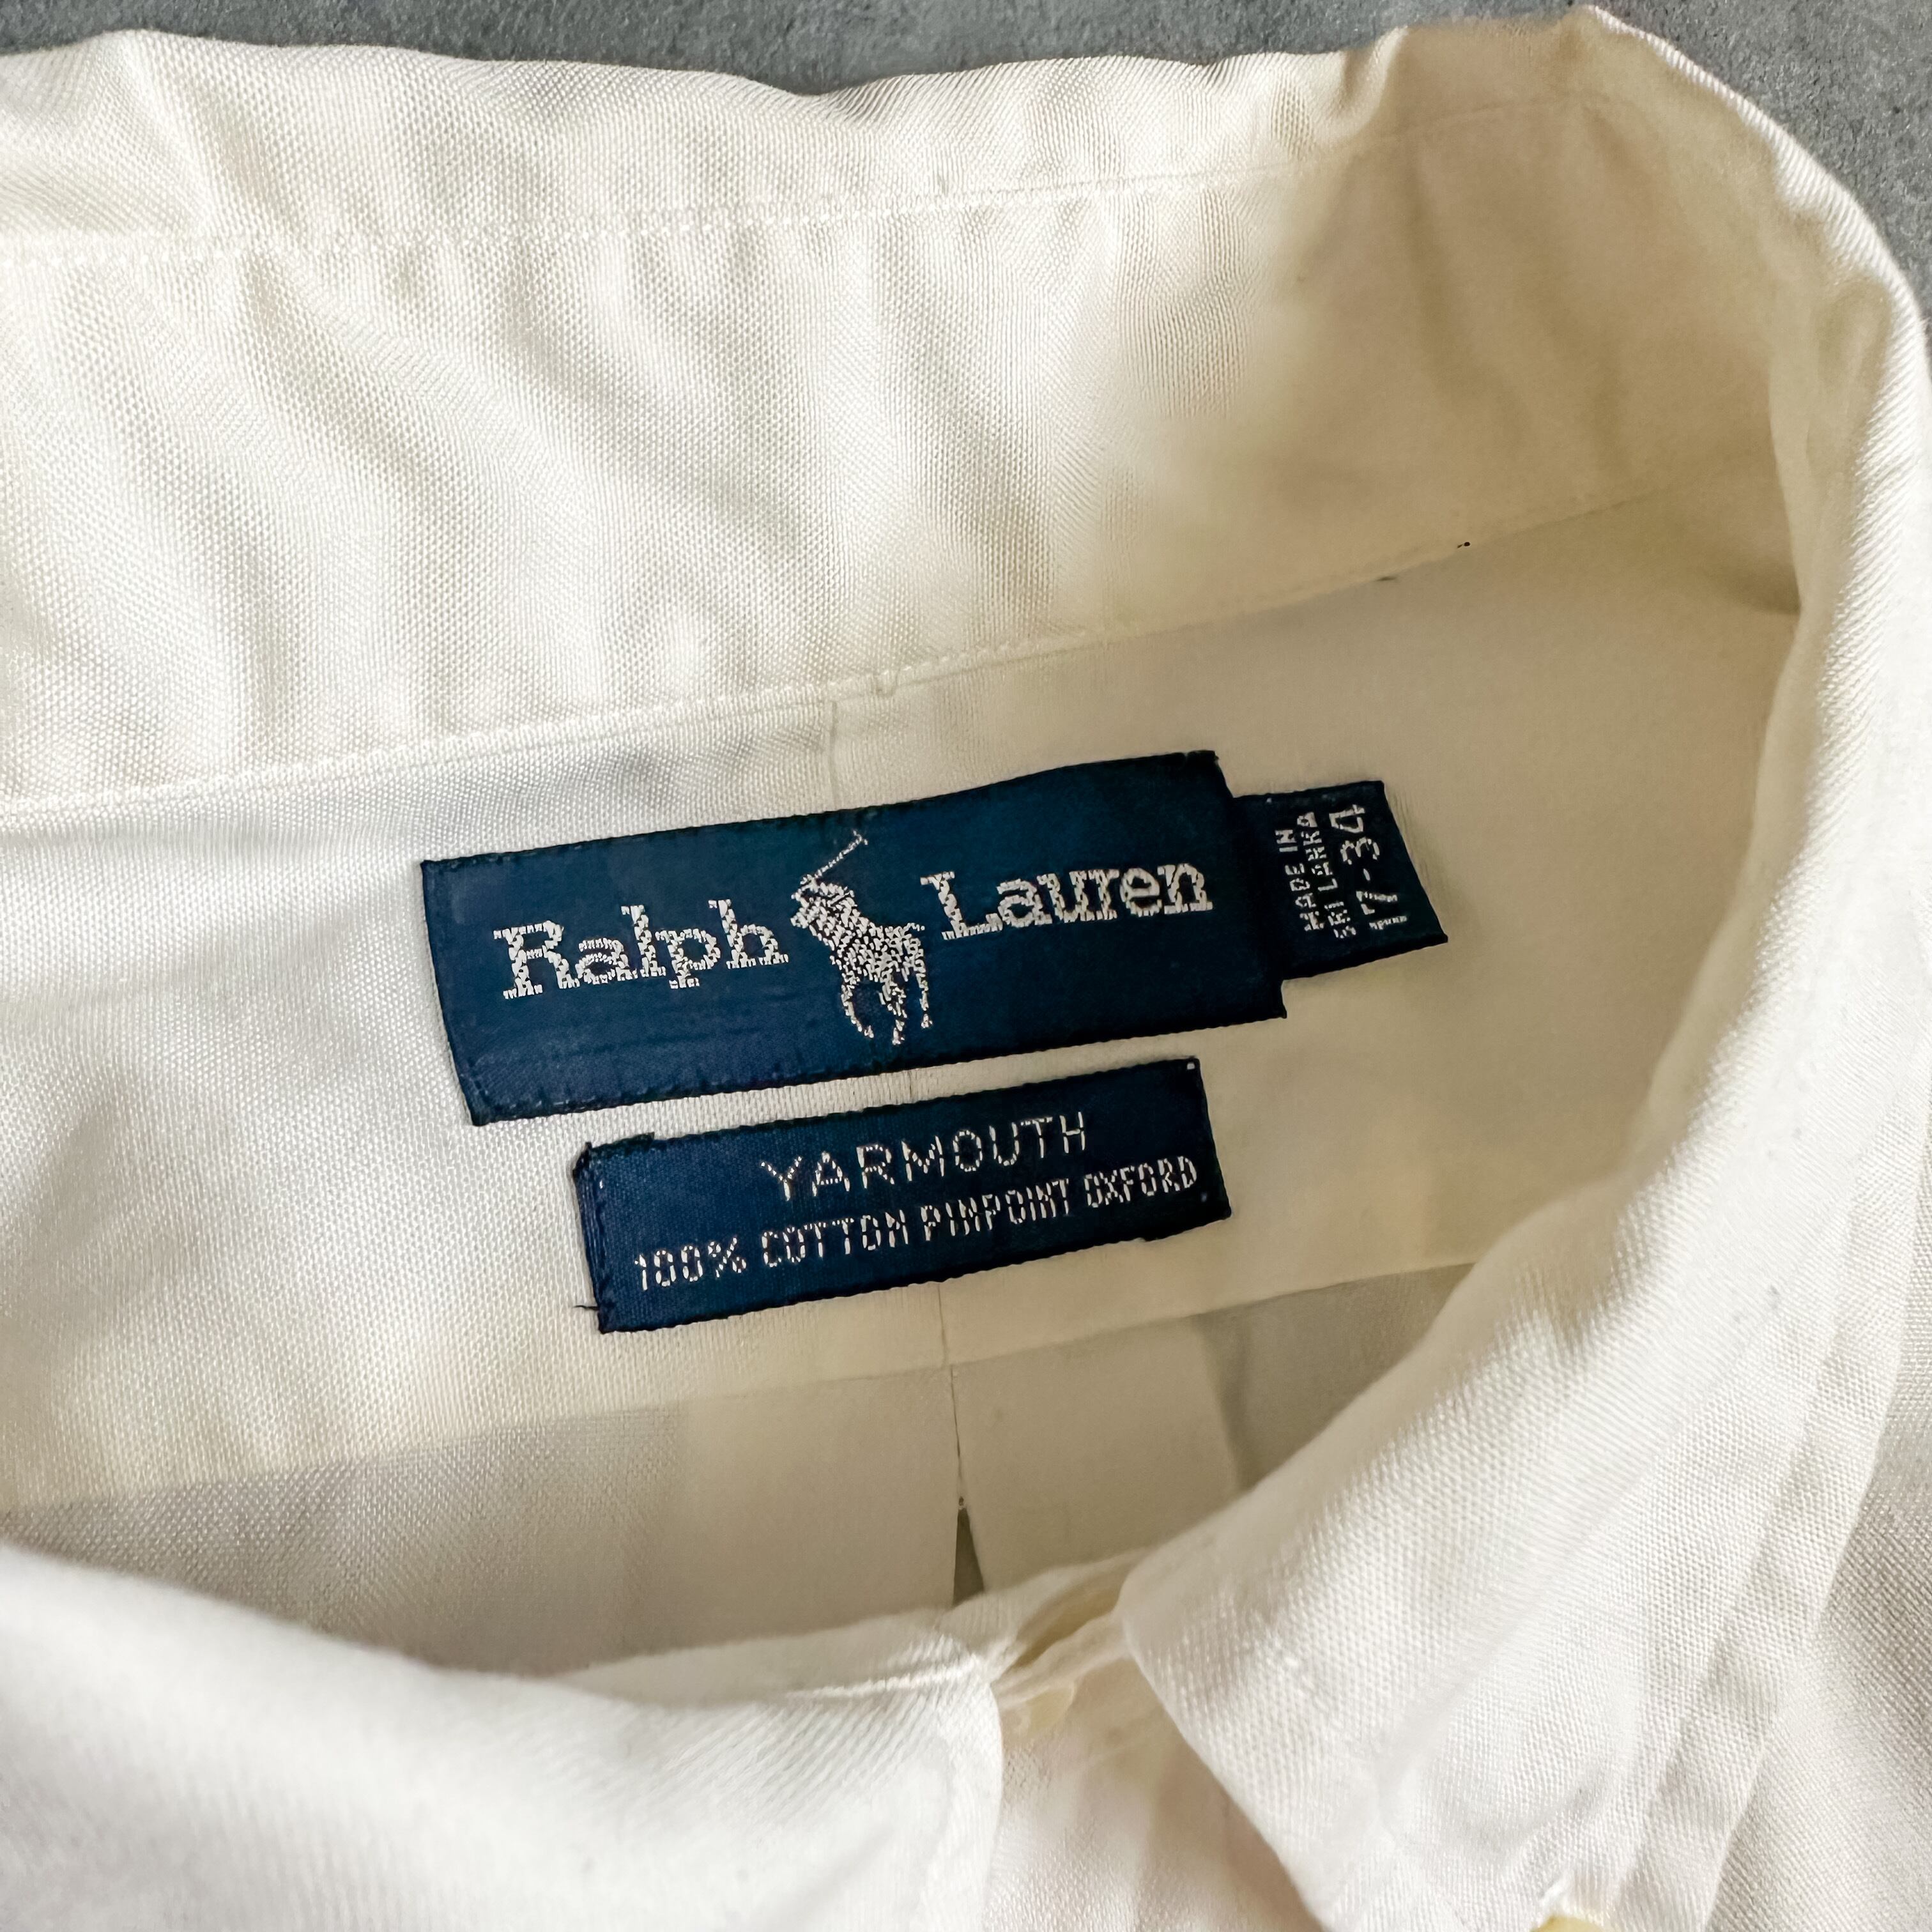 Ralph Lauren
MADE IN
SRI LANKA
17-34
YARMOUTH
100% COTTON PINPOINT OXFORD